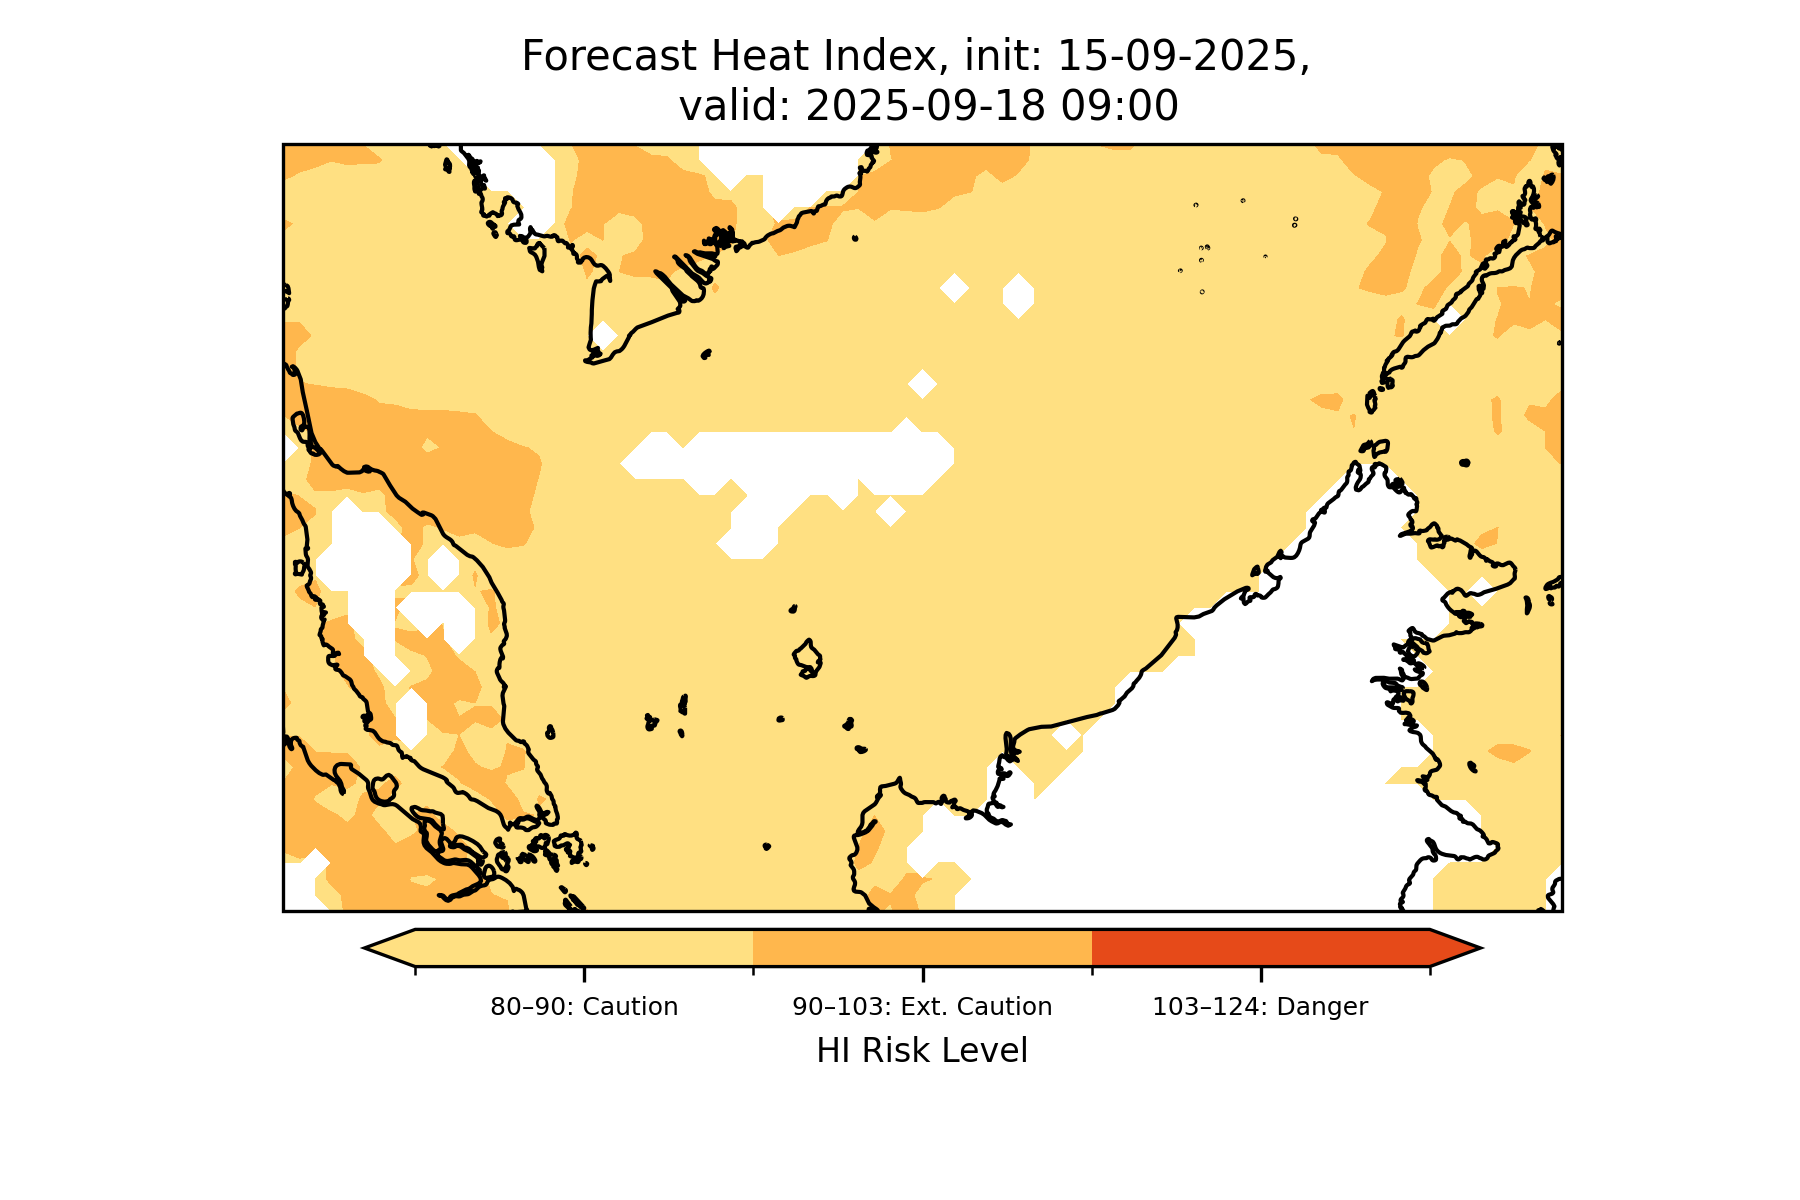 Forecast Heat Index, init: 15-09-2025,
valid: 2025-09-18 09:00
80–90: Caution
90–103: Ext. Caution
103–124: Danger
HI Risk Level